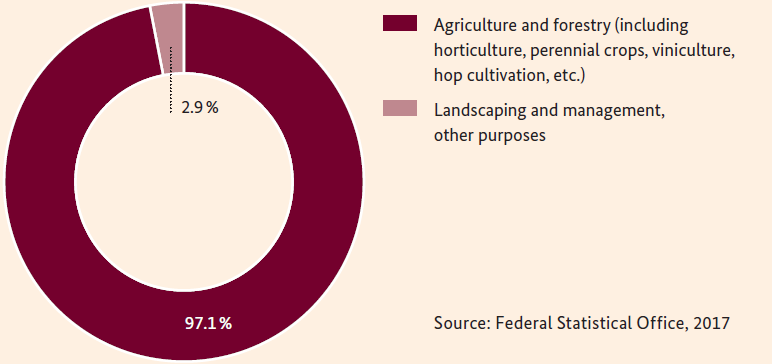 Agriculture and forestry (including
horticulture, perennial crops, viniculture,
hop cultivation, etc.)
Landscaping and management,
other purposes
2.9 %
97.1 %
Source: Federal Statistical Office, 2017